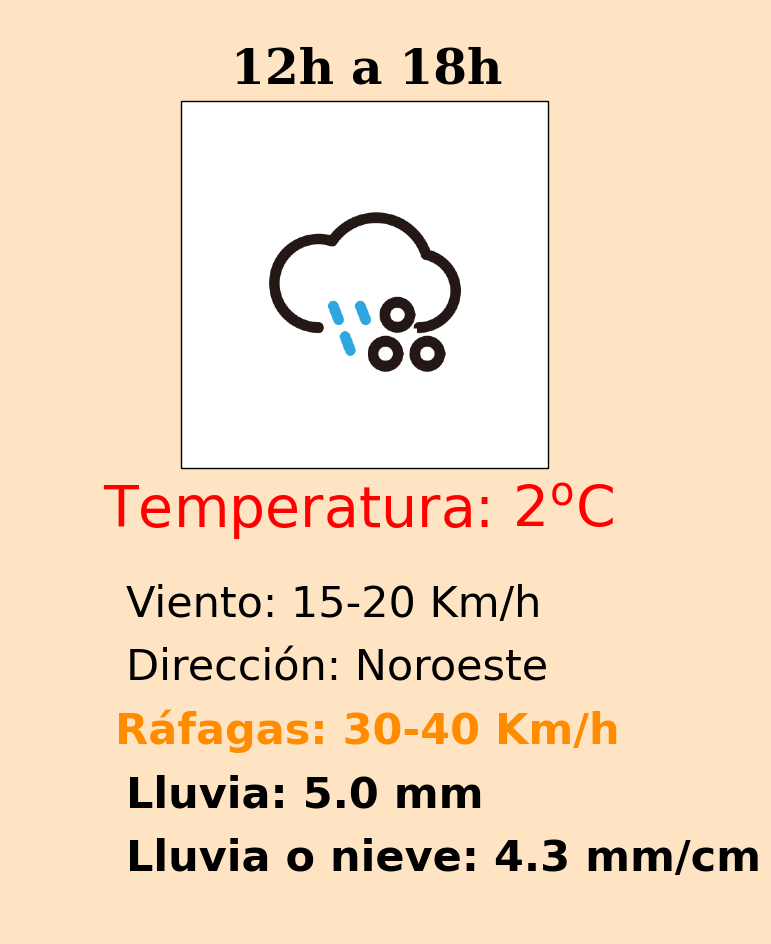 12h a 18h
Temperatura: 2ºC
Viento: 15-20 Km/h
Dirección: Noroeste
Ráfagas: 30-40 Km/h
Lluvia: 5.0 mm
Lluvia o nieve: 4.3 mm/cm